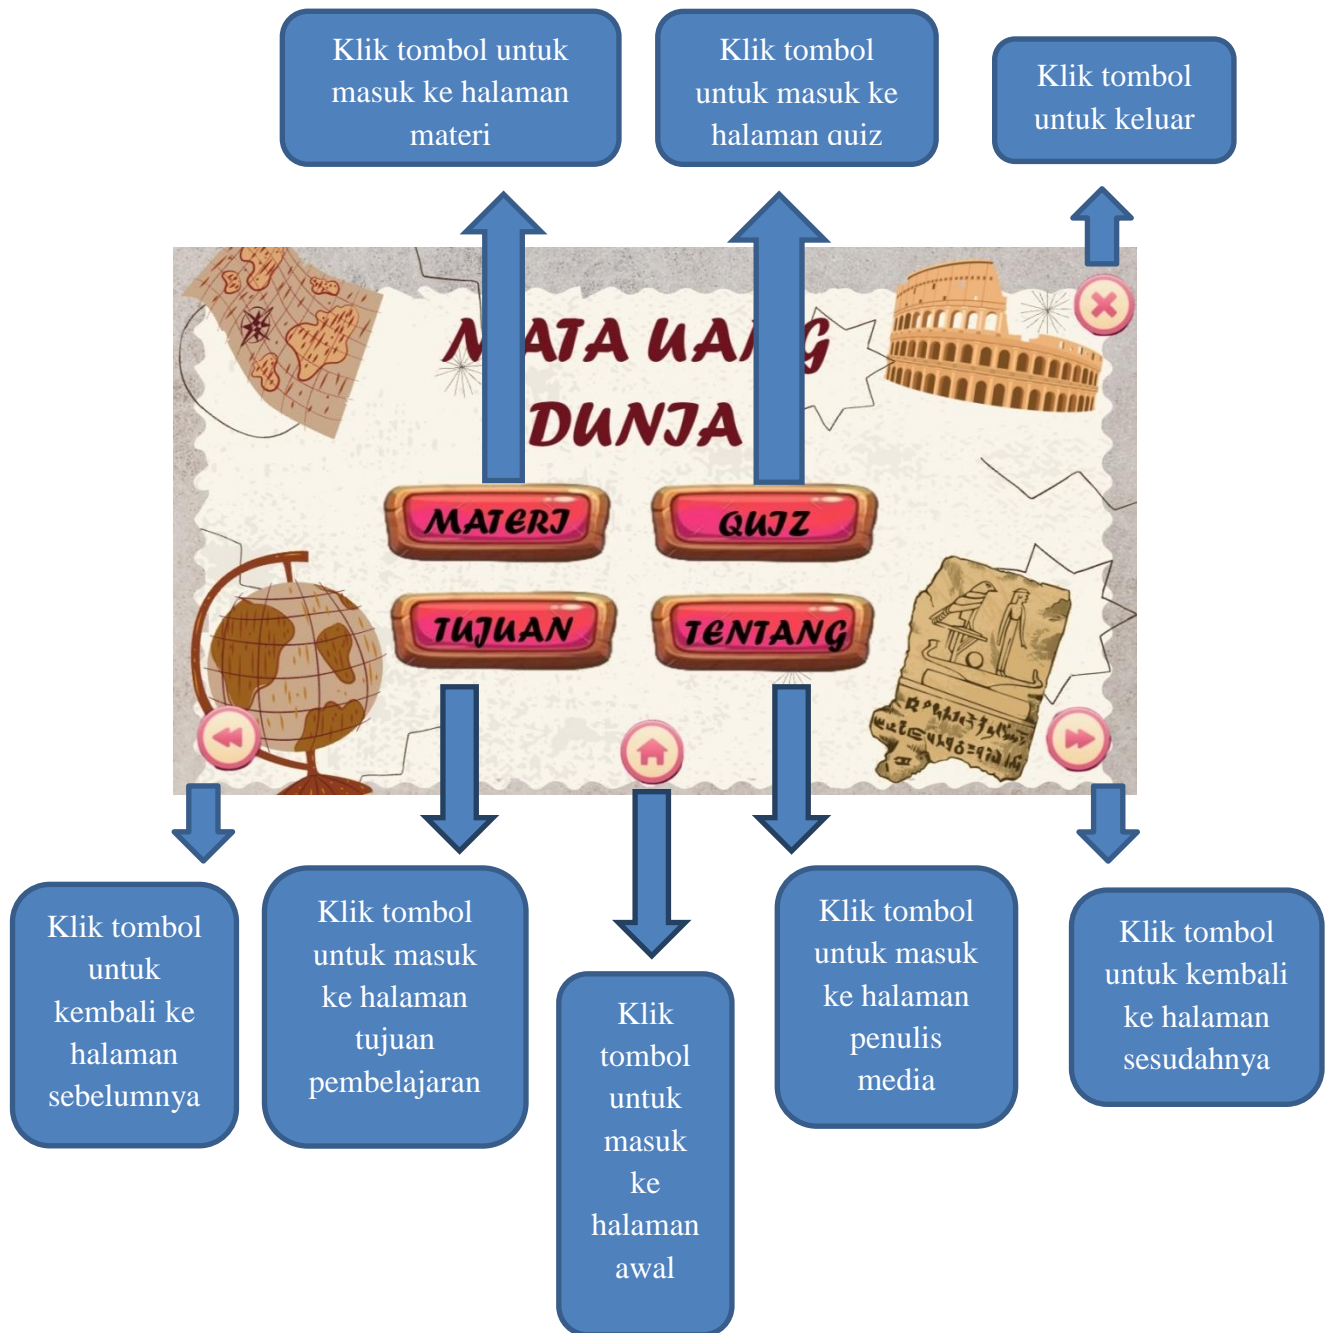 Klik tombol untuk
masuk ke halaman
materi
Klik tombol
untuk masuk ke
halaman quiz
Klik tombol
untuk keluar
MATA UANG
DUNIA
MATERI
QUIZ
TUJUAN
TENTANG
Klik tombol
untuk
kembali ke
halaman
sebelumnya
Klik tombol
untuk masuk
ke halaman
tujuan
pembelajaran
Klik
tombol
untuk
masuk
ke
halaman
awal
Klik tombol
untuk masuk
ke halaman
penulis
media
Klik tombol
untuk kembali
ke halaman
sesudahnya